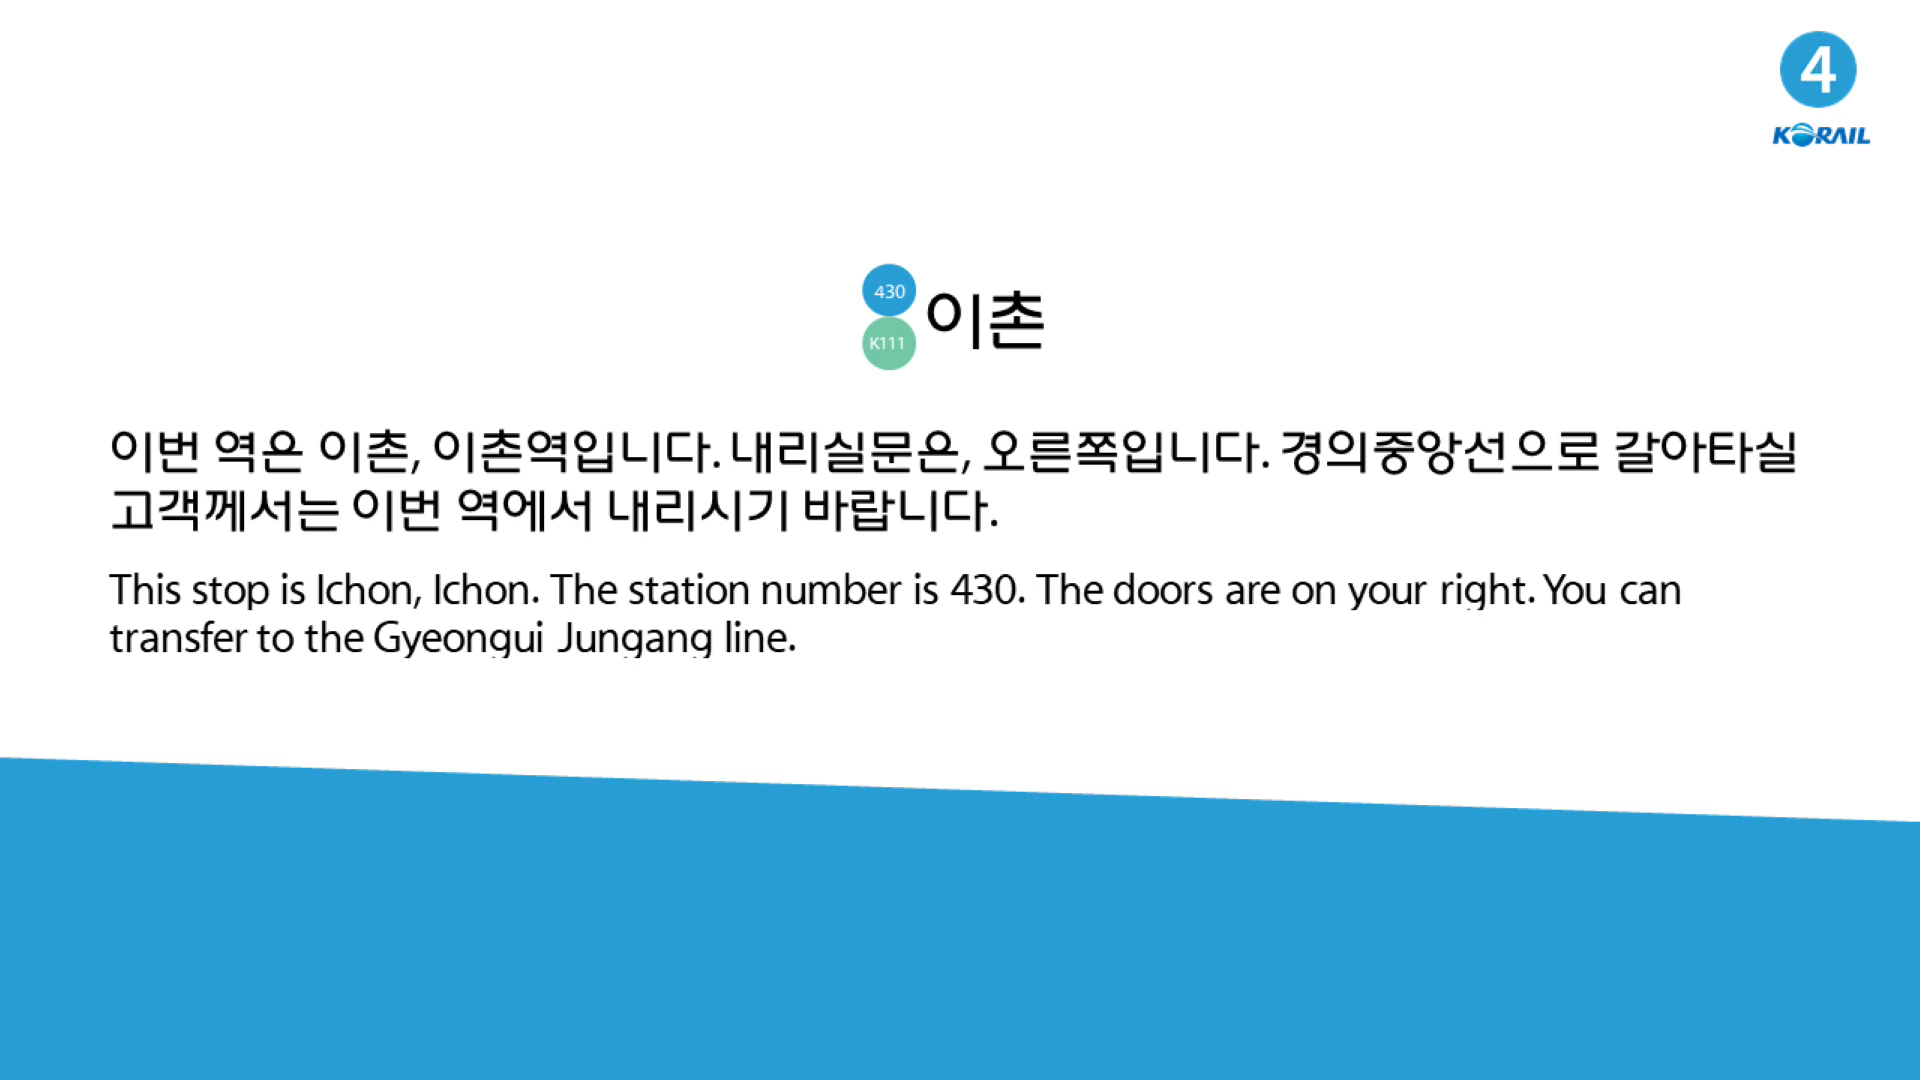 4
KORAIL
430
K111
이촌
이번 역은 이촌, 이촌역입니다. 내리실문은, 오른쪽입니다. 경의중앙선으로 갈아타실
고객께서는 이번 역에서 내리시기 바랍니다.
This stop is Ichon, Ichon. The station number is 430. The doors are on your right. You can
transfer to the Gyeongui Jungang line.